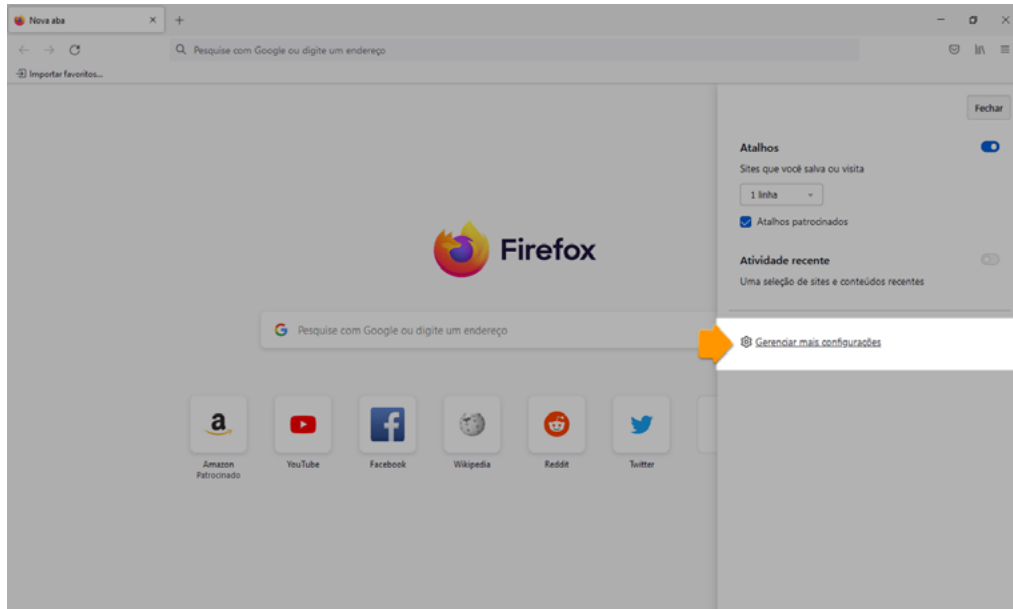 Nova aba
Pesquise com Google ou digite um endereço
Importar favoritos...
Fechar
Atalhos
Sites que você salva ou visita
1 linha
Atalhos patrocinados
Atividade recente
Uma seleção de sites e conteúdos recentes
Firefox
Pesquise com Google ou digite um endereço
Gerenciar mais configurações
a
Amazon
Patrocinado
YouTube
Facebook
Wikipedia
Reddit
Twitter